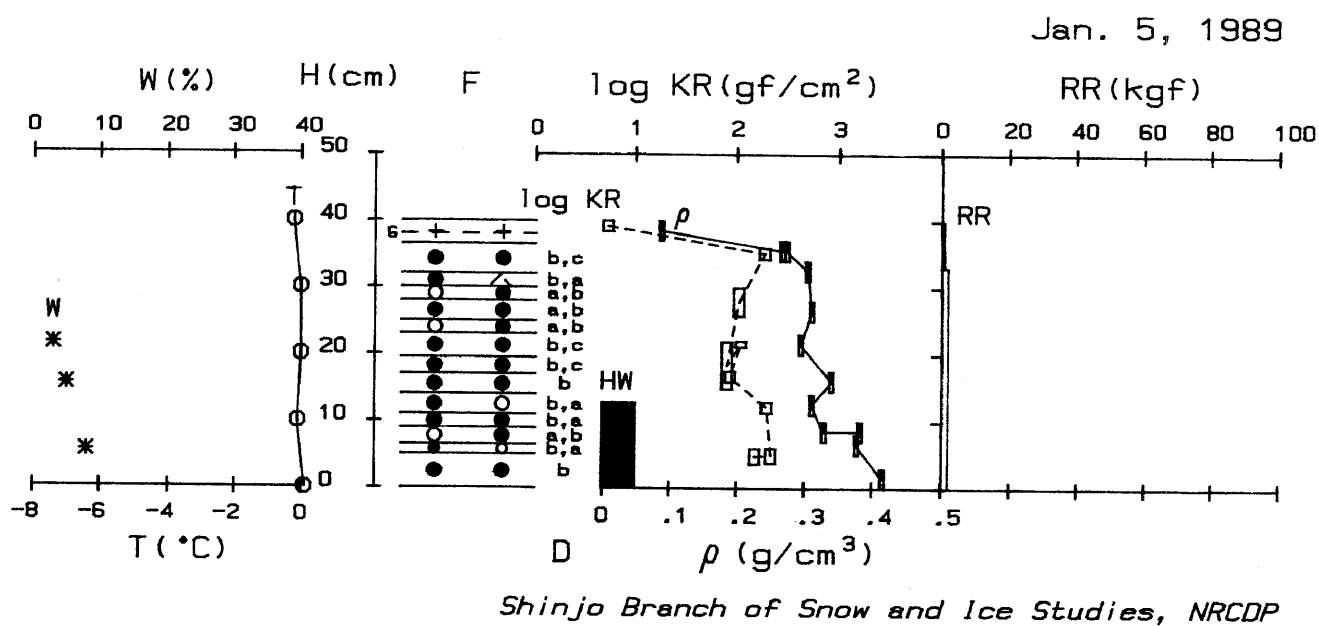 Jan. 5, 1989
W(%) H(cm) F log KR(gf/cm2) RR(kgf)
0 10 20 30 40 0 1 2 3 0 20 40 60 80 100
50
T 40 log KR ρ RR
G
b,c
30 b,a
a,b
W a,b
a,b
20 b,c
b,c
b HW
b,a
10 b,a
a,b
b,a
b
0
-8 -6 -4 -2 0 0 .1 .2 .3 .4 .5
T(°C) D ρ (g/cm3)
Shinjo Branch of Snow and Ice Studies, NRCDP